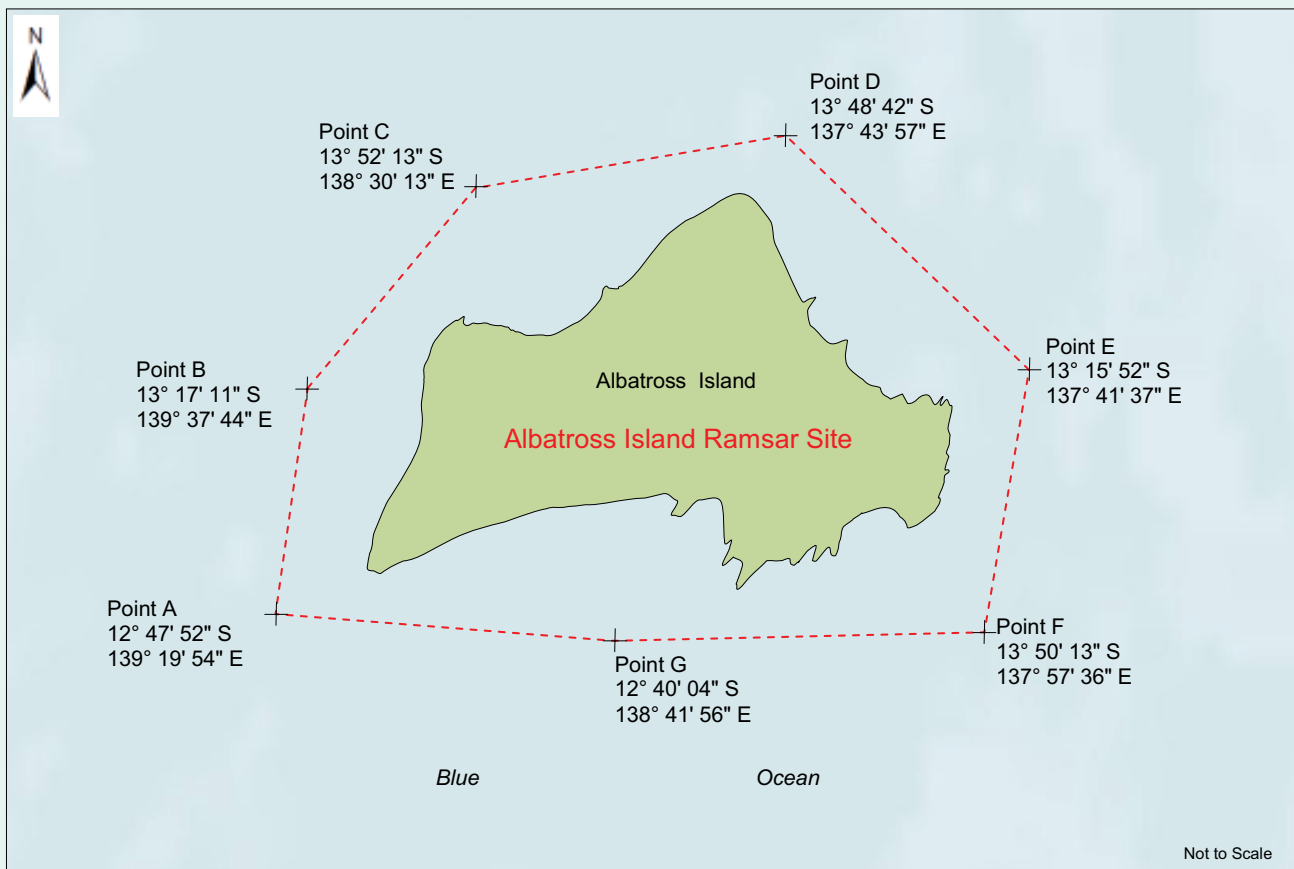 N
Point D
13° 48' 42" S
137° 43' 57" E
Point C
13° 52' 13" S
138° 30' 13" E
Point E
13° 15' 52" S
137° 41' 37" E
Point B
13° 17' 11" S
139° 37' 44" E
Albatross Island
Albatross Island Ramsar Site
Point A
12° 47' 52" S
139° 19' 54" E
Point F
13° 50' 13" S
137° 57' 36" E
Point G
12° 40' 04" S
138° 41' 56" E
Blue Ocean
Not to Scale